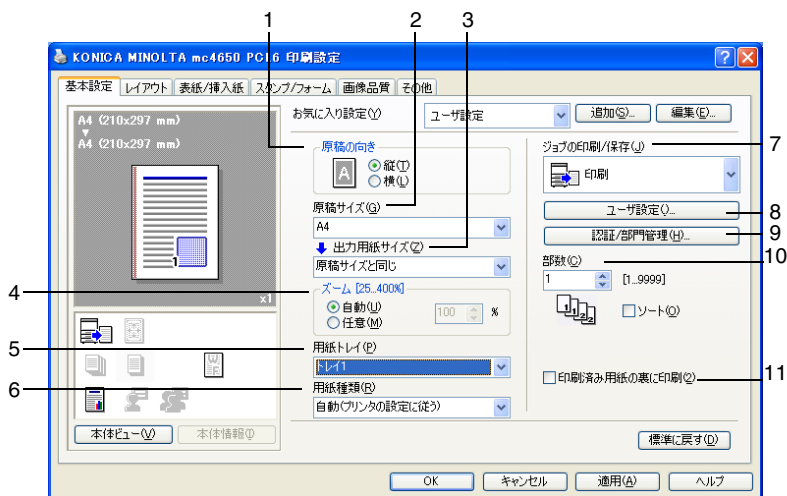 1 2 3
KONICA MINOLTA mc4650 PCL6 印刷設定
基本設定 レイアウト 表紙/挿入紙 スタンプ/フォーム 画像品質 その他
A4 (210x297 mm)
A4 (210x297 mm)
1
x1
W
F
本体ビュー(V) 本体情報(I)
お気に入り設定(Y) ユーザ設定 追加(S)... 編集(E)...
原稿の向き
A
縦(T)
横(L)
原稿サイズ(G)
A4
出力用紙サイズ(Z)
原稿サイズと同じ
4
ズーム [25...400%]
自動(U)
任意(M)
100 %
5
用紙トレイ(P)
トレイ1
6
用紙種類(R)
自動(プリンタの設定に従う)
ジョブの印刷/保存(J)
7
印刷
ユーザ設定()...
8
認証/部門管理(H)...
9
部数(C)
10
1 [1...9999]
1 1 2 2
ソート(O)
印刷済み用紙の裏に印刷(2)
11
標準に戻す(D)
OK キャンセル 適用(A) ヘルプ